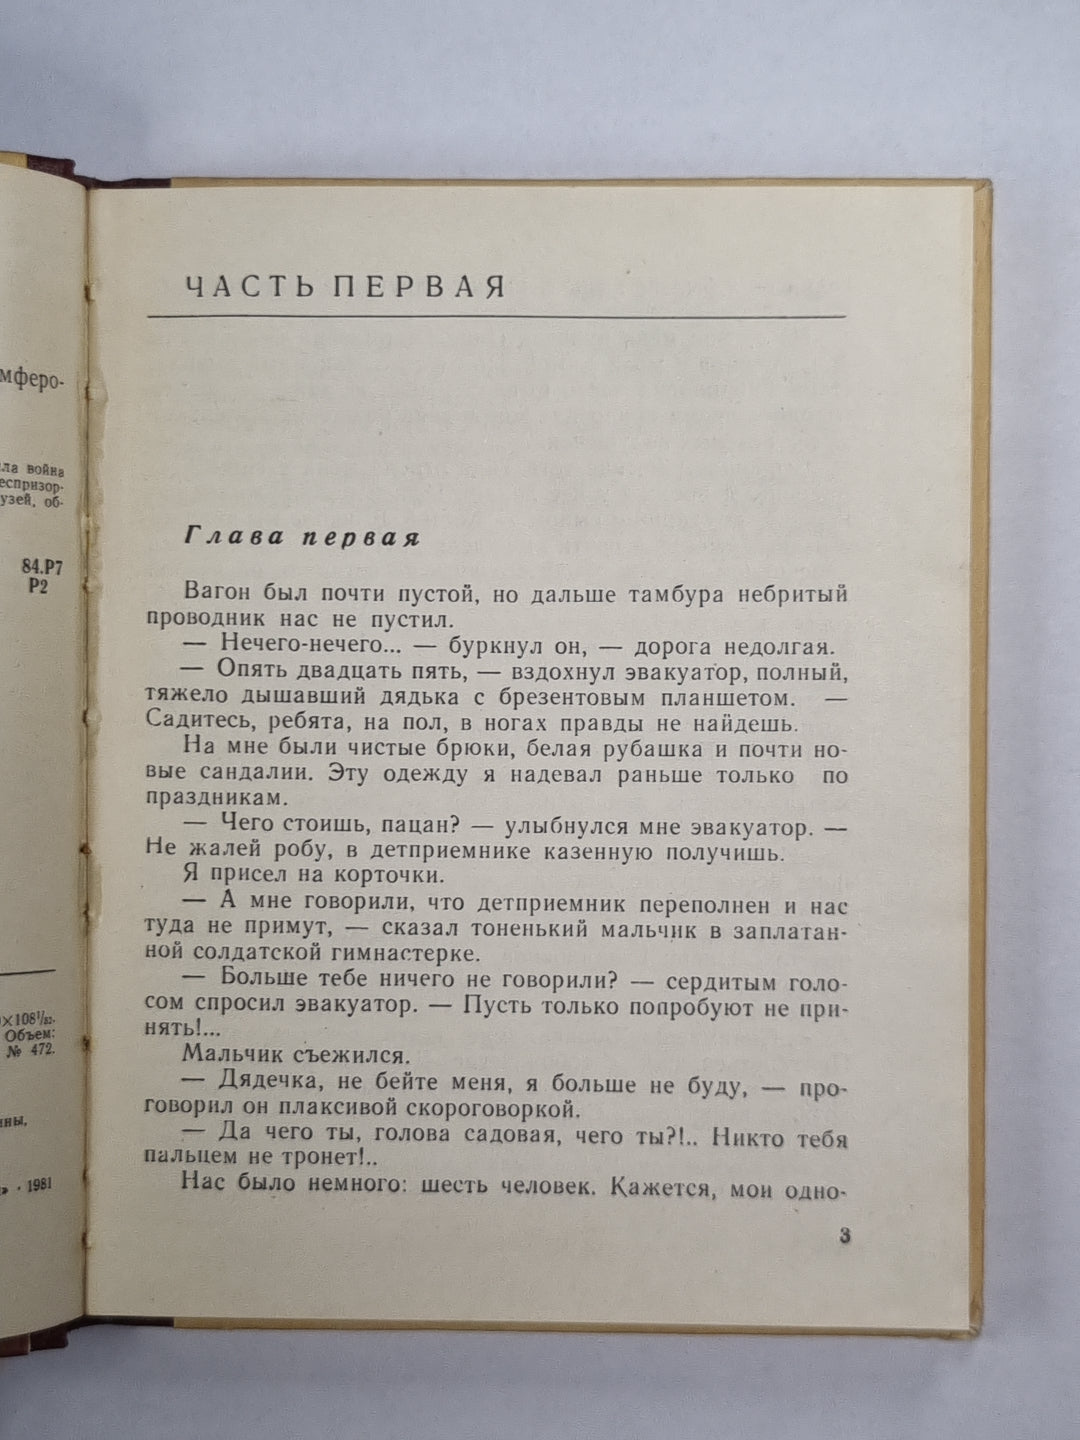 мферо-
ла война
еспризор-
узей, об-
84.Р7
Р2
×108¹/₃₂.
Объем:
№ 472.
ны,
» · 1981
ЧАСТЬ ПЕРВАЯ
Глава первая
Вагон был почти пустой, но дальше тамбура небритый
проводник нас не пустил.
— Нечего-нечего... — буркнул он, — дорога недолгая.
— Опять двадцать пять, — вздохнул эвакуатор, полный,
тяжело дышавший дядька с брезентовым планшетом. —
Садитесь, ребята, на пол, в ногах правды не найдешь.
На мне были чистые брюки, белая рубашка и почти но-
вые сандалии. Эту одежду я надевал раньше только по
праздникам.
— Чего стоишь, пацан? — улыбнулся мне эвакуатор. —
Не жалей робу, в детприемнике казенную получишь.
Я присел на корточки.
— А мне говорили, что детприемник переполнен и нас
туда не примут, — сказал тоненький мальчик в заплатан-
ной солдатской гимнастерке.
— Больше тебе ничего не говорили? — сердитым голо-
сом спросил эвакуатор. — Пусть только попробуют не при-
нять!...
Мальчик съежился.
— Дядечка, не бейте меня, я больше не буду, — про-
говорил он плаксивой скороговоркой.
— Да чего ты, голова садовая, чего ты?!.. Никто тебя
пальцем не тронет!..
Нас было немного: шесть человек. Кажется, мои одно-
3